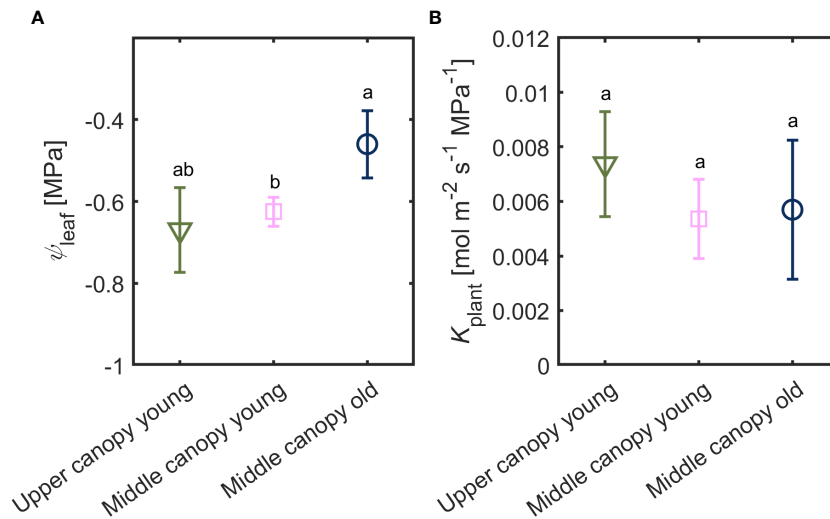 A
ψleaf [MPa]
-0.4
-0.6
-0.8
-1
ab
b
a
Upper canopy young
Middle canopy young
Middle canopy old
B
Kplant [mol m-2 s-1 MPa-1]
0.012
0.01
0.008
0.006
0.004
0.002
0
a
a
a
Upper canopy young
Middle canopy young
Middle canopy old